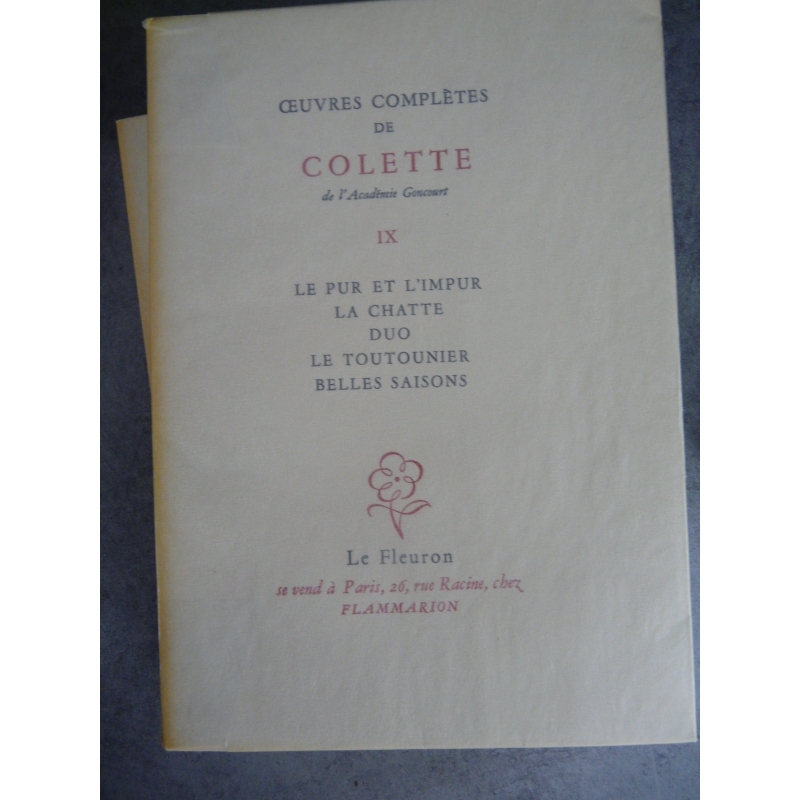 ŒUVRES COMPLÈTES
DE
COLETTE
de l'Académie Goncourt
IX
LE PUR ET L'IMPUR
LA CHATTE
DUO
LE TOUTOUNIER
BELLES SAISONS
Le Fleuron
se vend à Paris, 26, rue Racine, chez
FLAMMARION